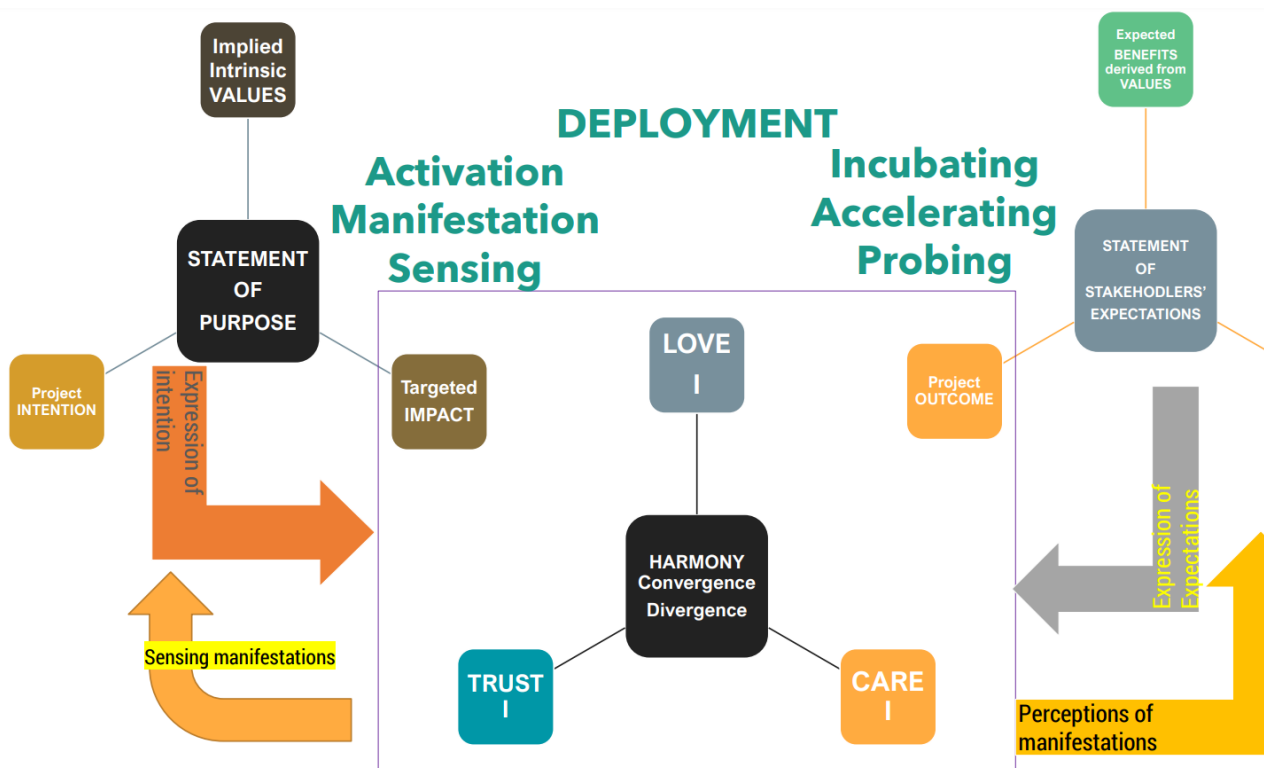 Implied
Intrinsic
VALUES
STATEMENT
OF
PURPOSE
Project
INTENTION
Targeted
IMPACT
Expression of
intention
Sensing manifestations
DEPLOYMENT
Activation
Manifestation
Sensing
Incubating
Accelerating
Probing
LOVE
I
HARMONY
Convergence
Divergence
TRUST
I
CARE
I
Expected
BENEFITS
derived from
VALUES
STATEMENT
OF
STAKEHODLERS'
EXPECTATIONS
Project
OUTCOME
Expression of
Expectations
Perceptions of
manifestations